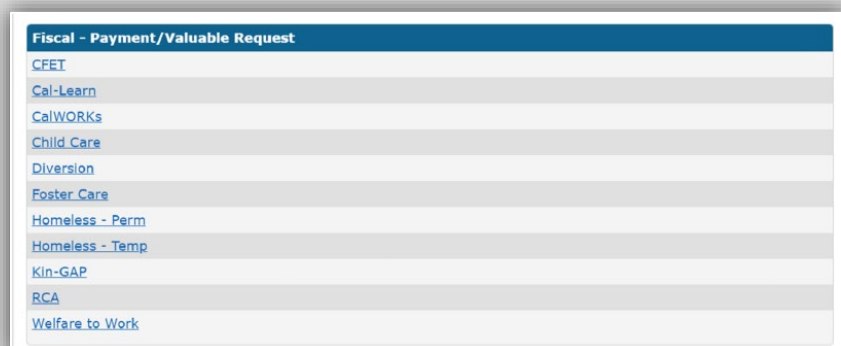 Fiscal - Payment/Valuable Request
CFET
Cal-Learn
CalWORKs
Child Care
Diversion
Foster Care
Homeless - Perm
Homeless - Temp
Kin-GAP
RCA
Welfare to Work